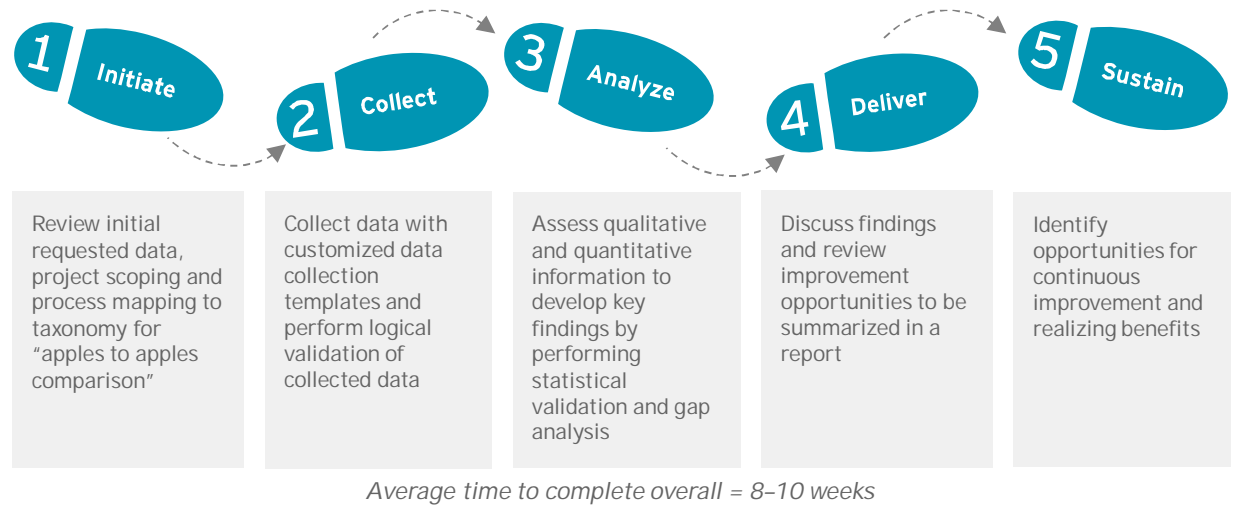 1 Initiate
2 Collect
3 Analyze
4 Deliver
5 Sustain
Review initial
requested data,
project scoping and
process mapping to
taxonomy for
“apples to apples
comparison”
Collect data with
customized data
collection
templates and
perform logical
validation of
collected data
Assess qualitative
and quantitative
information to
develop key
findings by
performing
statistical
validation and gap
analysis
Discuss findings
and review
improvement
opportunities to be
summarized in a
report
Identify
opportunities for
continuous
improvement and
realizing benefits
Average time to complete overall = 8–10 weeks